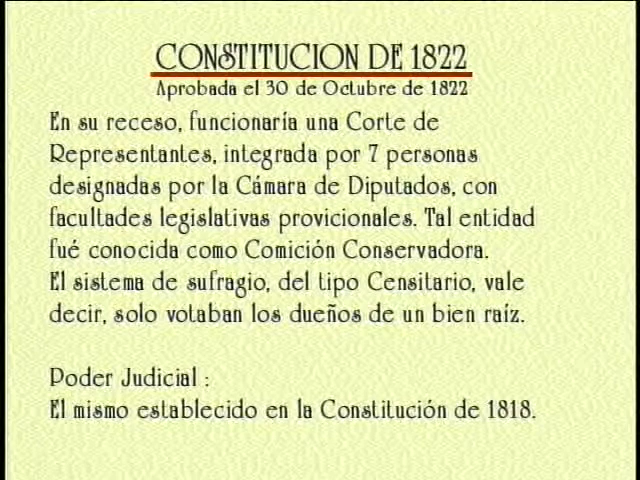 CONSTITUCION DE 1822
Aprobada el 30 de Octubre de 1822
En su receso, funcionaría una Corte de
Representantes, integrada por 7 personas
designadas por la Cámara de Diputados, con
facultades legislativas provicionales. Tal entidad
fué conocida como Comición Conservadora.
El sistema de sufragio, del tipo Censitario, vale
decir, solo votaban los dueños de un bien raíz.
Poder Judicial :
El mismo establecido en la Constitución de 1818.